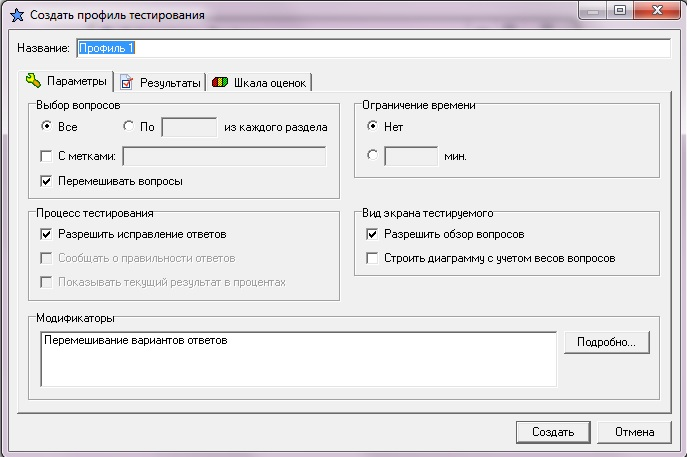 Создать профиль тестирования
Название: Профиль 1
Параметры Результаты Шкала оценок
Выбор вопросов
Все По из каждого раздела
С метками:
Перемешивать вопросы
Ограничение времени
Нет
мин.
Процесс тестирования
Разрешить исправление ответов
Сообщать о правильности ответов
Показывать текущий результат в процентах
Вид экрана тестируемого
Разрешить обзор вопросов
Строить диаграмму с учетом весов вопросов
Модификаторы
Перемешивание вариантов ответов
Подробно...
Создать Отмена